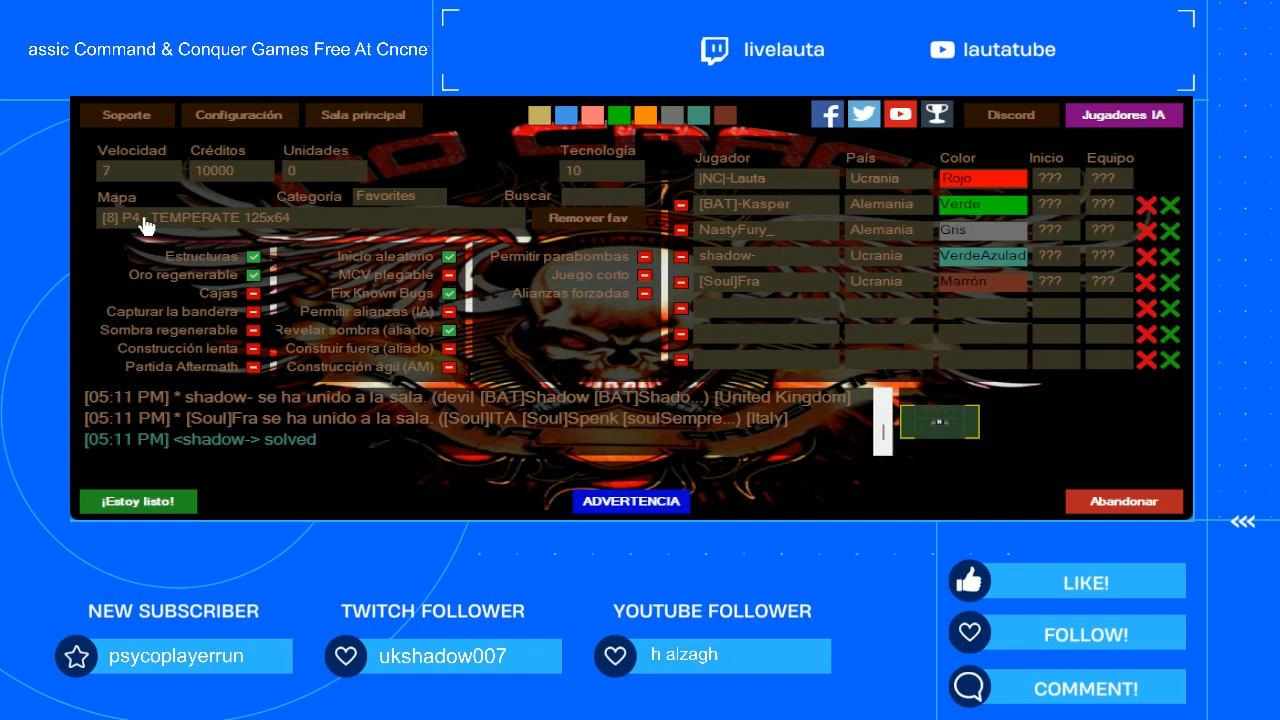 assic Command & Conquer Games Free At Cncne
livelauta
lautatube
Soporte
Configuración
Sala principal
Discord
Jugadores IA
Velocidad
Créditos
Unidades
Tecnología
7
10000
0
10
Mapa
Categoría
Favorites
Buscar
[8] P4 TEMPERATE 125x64
Remover fav
Jugador
País
Color
Inicio
Equipo
|NC|-Lauta
Ucrania
Rojo
???
???
[BAT]-Kasper
Alemania
Verde
???
???
NastyFury_
Alemania
Gris
???
???
shadow-
Ucrania
VerdeAzulad
???
???
[Soul]Fra
Ucrania
Marrón
???
???
Estructuras
Oro regenerable
Cajas
Capturar la bandera
Sombra regenerable
Construcción lenta
Partida Aftermath
Inicio aleatorio
MCV plegable
Fix Known Bugs
Permitir alianzas (IA)
Revelar sombra (aliado)
Construir fuera (aliado)
Construcción ágil (AM)
Permitir parabombas
Juego corto
Alianzas forzadas
[05:11 PM] * shadow- se ha unido a la sala. (devil [BAT]Shadow [BAT]Shado...) [United Kingdom]
[05:11 PM] * [Soul]Fra se ha unido a la sala. ([Soul]ITA [Soul]Spenk [soulSempre...) [Italy]
[05:11 PM] <shadow-> solved
¡Estoy listo!
ADVERTENCIA
Abandonar
NEW SUBSCRIBER
psycoplayerrun
TWITCH FOLLOWER
ukshadow007
YOUTUBE FOLLOWER
h alzagh
LIKE!
FOLLOW!
COMMENT!